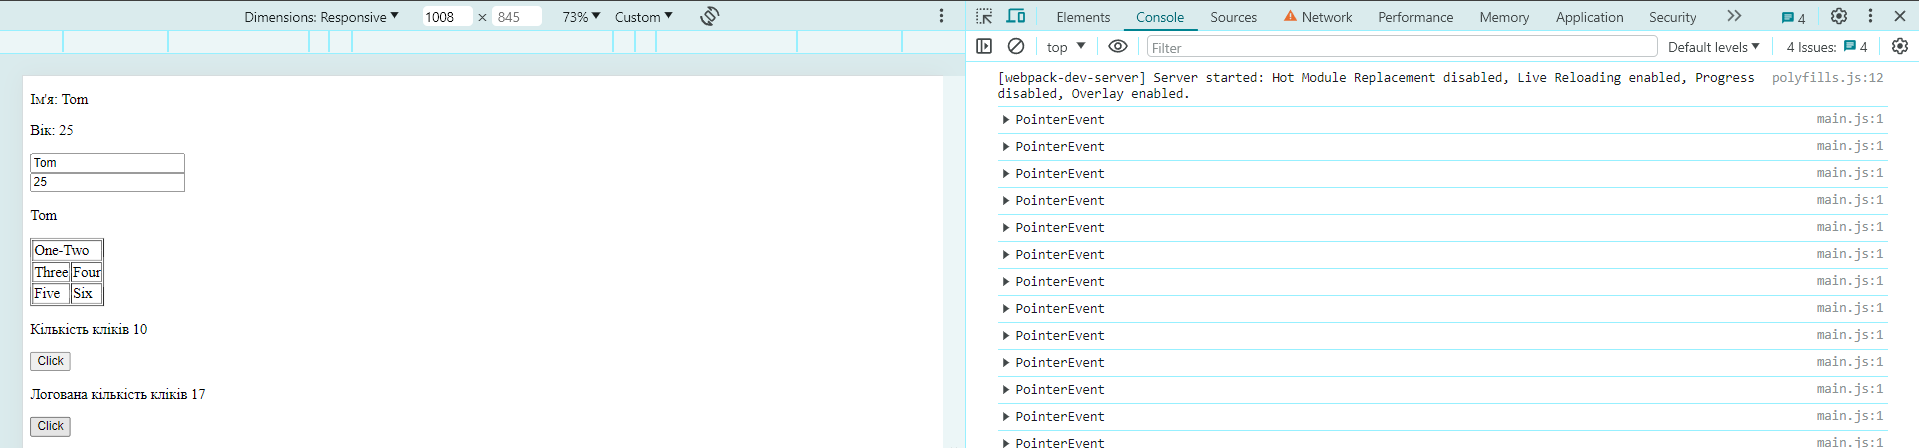 Dimensions: Responsive 1008 × 845 73% Custom
Elements Console Sources Network Performance Memory Application Security 4
top Filter Default levels 4 Issues: 4
Ім'я: Tom
Вік: 25
Tom
25
Tom
One-Two
Three Four
Five Six
Кількість кліків 10
Click
Логована кількість кліків 17
Click
[webpack-dev-server] Server started: Hot Module Replacement disabled, Live Reloading enabled, Progress polyfills.js:12
disabled, Overlay enabled.
PointerEvent main.js:1
PointerEvent main.js:1
PointerEvent main.js:1
PointerEvent main.js:1
PointerEvent main.js:1
PointerEvent main.js:1
PointerEvent main.js:1
PointerEvent main.js:1
PointerEvent main.js:1
PointerEvent main.js:1
PointerEvent main.js:1
PointerEvent main.js:1
PointerEvent main.js:1